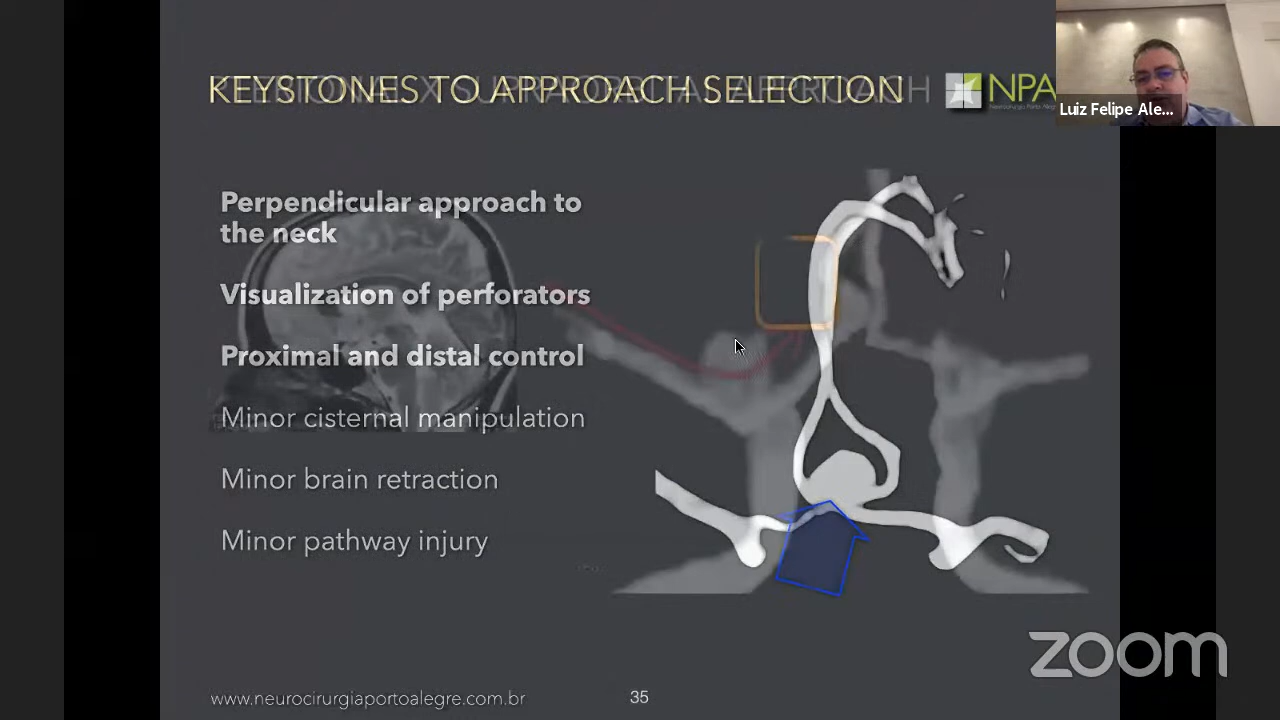 KEYSTONES TO APPROACH SELECTION
NPA
Luiz Felipe Ale...
Perpendicular approach to
the neck
Visualization of perforators
Proximal and distal control
Minor cisternal manipulation
Minor brain retraction
Minor pathway injury
zoom
www.neurocirurgiaportoalegre.com.br
35